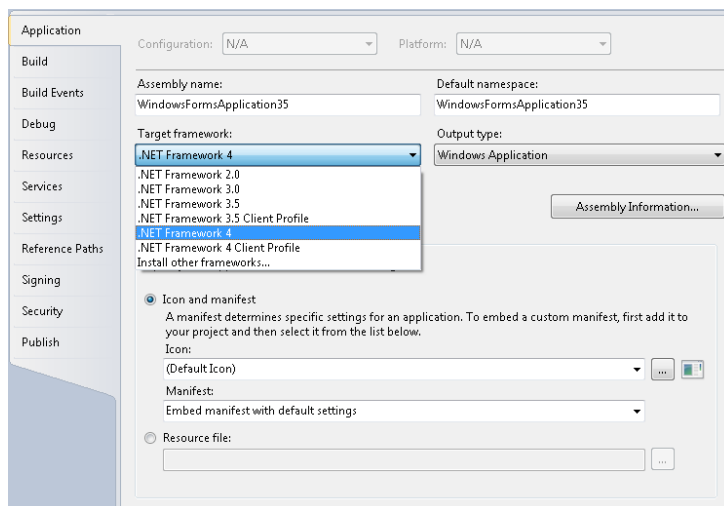 Application
Build
Build Events
Debug
Resources
Services
Settings
Reference Paths
Signing
Security
Publish
Configuration: N/A Platform: N/A
Assembly name: Default namespace:
WindowsFormsApplication35 WindowsFormsApplication35
Target framework: Output type:
.NET Framework 4 Windows Application
.NET Framework 2.0
.NET Framework 3.0
.NET Framework 3.5
.NET Framework 3.5 Client Profile
.NET Framework 4
.NET Framework 4 Client Profile
Install other frameworks...
Assembly Information...
Icon and manifest
A manifest determines specific settings for an application. To embed a custom manifest, first add it to
your project and then select it from the list below.
Icon:
(Default Icon) ...
Manifest:
Embed manifest with default settings
Resource file:
...